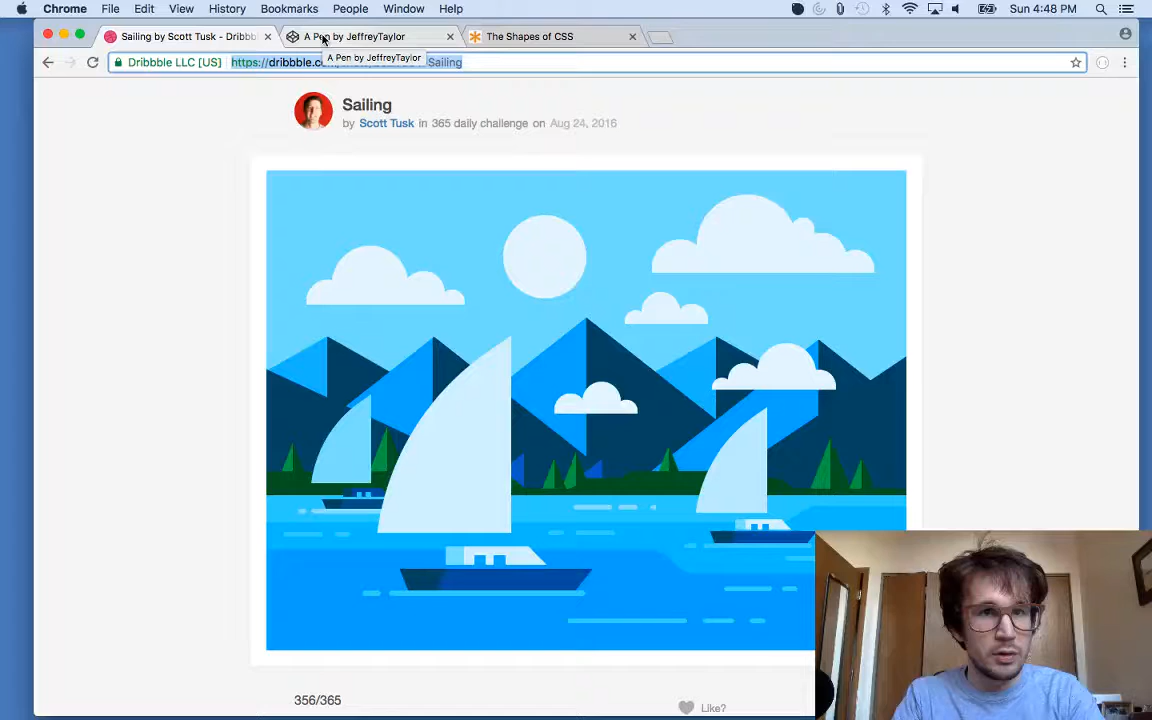 Chrome File Edit View History Bookmarks People Window Help Sun 4:48 PM
Sailing by Scott Tusk - Dribbb A Pen by JeffreyTaylor The Shapes of CSS
A Pen by JeffreyTaylor
Dribbble LLC [US] https://dribbble.c Sailing
Sailing
by Scott Tusk in 365 daily challenge on Aug 24, 2016
356/365
Like?